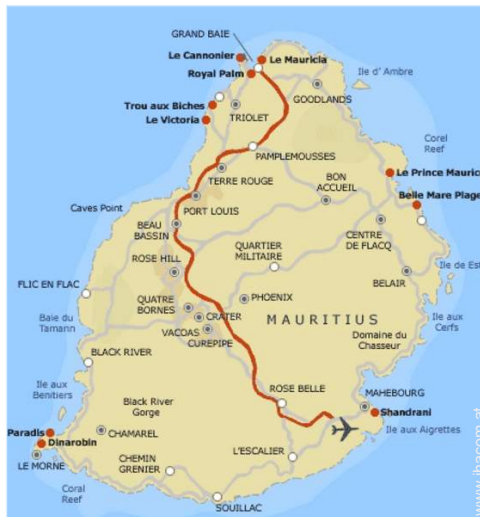 GRAND BAIE
Le Cannonier
Le Mauricia
Royal Palm
Ile d' Ambre
GOODLANDS
Trou aux Biches
TRIOLET
Le Victoria
Corel
Reef
PAMPLEMOUSSES
TERRE ROUGE
Le Prince Maurice
BON
ACCUEIL
Belle Mare Plage
Caves Point
PORT LOUIS
BEAU
BASSIN
CENTRE
DE FLACQ
QUARTIER
MILITAIRE
ROSE HILL
Ile de Est
BELAIR
FLIC EN FLAC
QUATRE
BORNES
PHOENIX
Ile aux
Cerfs
CRATER
MAURITIUS
Baie du
Tamann
VACOAS
CUREPIPE
Domaine du
Chasseur
BLACK RIVER
Ile aux
Benitiers
ROSE BELLE
MAHEBOURG
Black River
Gorge
Shandrani
Paradis
CHAMAREL
Ile aux Aigrettes
Dinarobin
L'ESCALIER
LE MORNE
CHEMIN
GRENIER
Coral
Reef
SOUILLAC